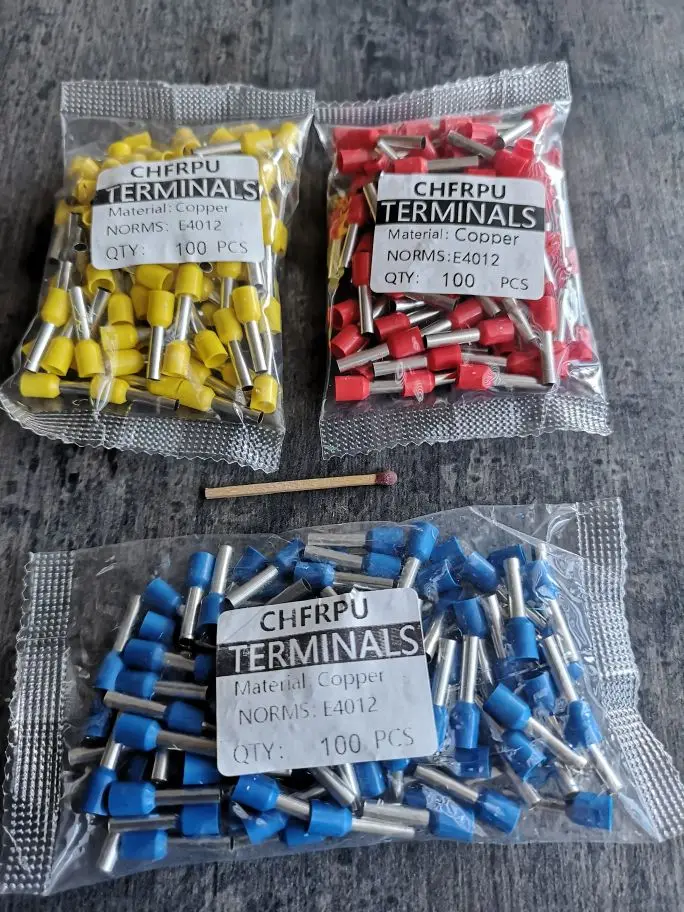 CHFRPU
TERMINALS
Material: Copper
NORMS: E4012
QTY: 100 PCS
CHFRPU
TERMINALS
Material: Copper
NORMS:E4012
QTY: 100 PCS
CHFRPU
TERMINALS
Material: Copper
NORMS: E4012
QTY: 100 PCS